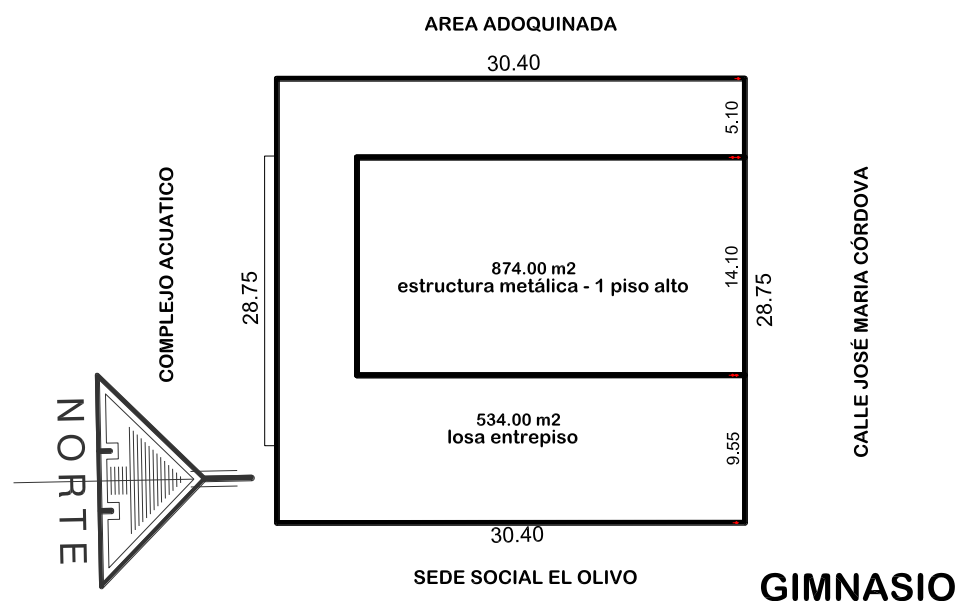 AREA ADOQUINADA
30.40
5.10
COMPLEJO ACUATICO
28.75
874.00 m2
estructura metálica - 1 piso alto
14.10
28.75
CALLE JOSÉ MARIA CÓRDOVA
NORTE
534.00 m2
losa entrepiso
9.55
30.40
SEDE SOCIAL EL OLIVO
GIMNASIO